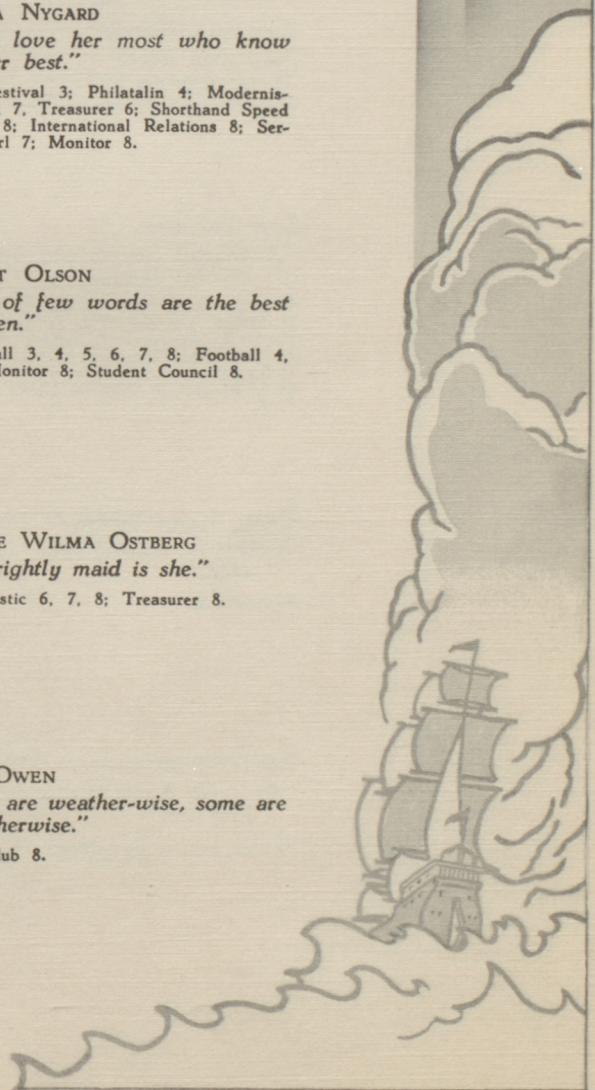 Nygard
love her most who know
best."
estival 3; Philatalin 4; Modernis-
7, Treasurer 6; Shorthand Speed
8; International Relations 8; Ser-
rl 7; Monitor 8.
Olson
of few words are the best
en."
all 3, 4, 5, 6, 7, 8; Football 4,
onitor 8; Student Council 8.
Wilma Ostberg
rightly maid is she."
stic 6, 7, 8; Treasurer 8.
Owen
are weather-wise, some are
herwise."
lub 8.